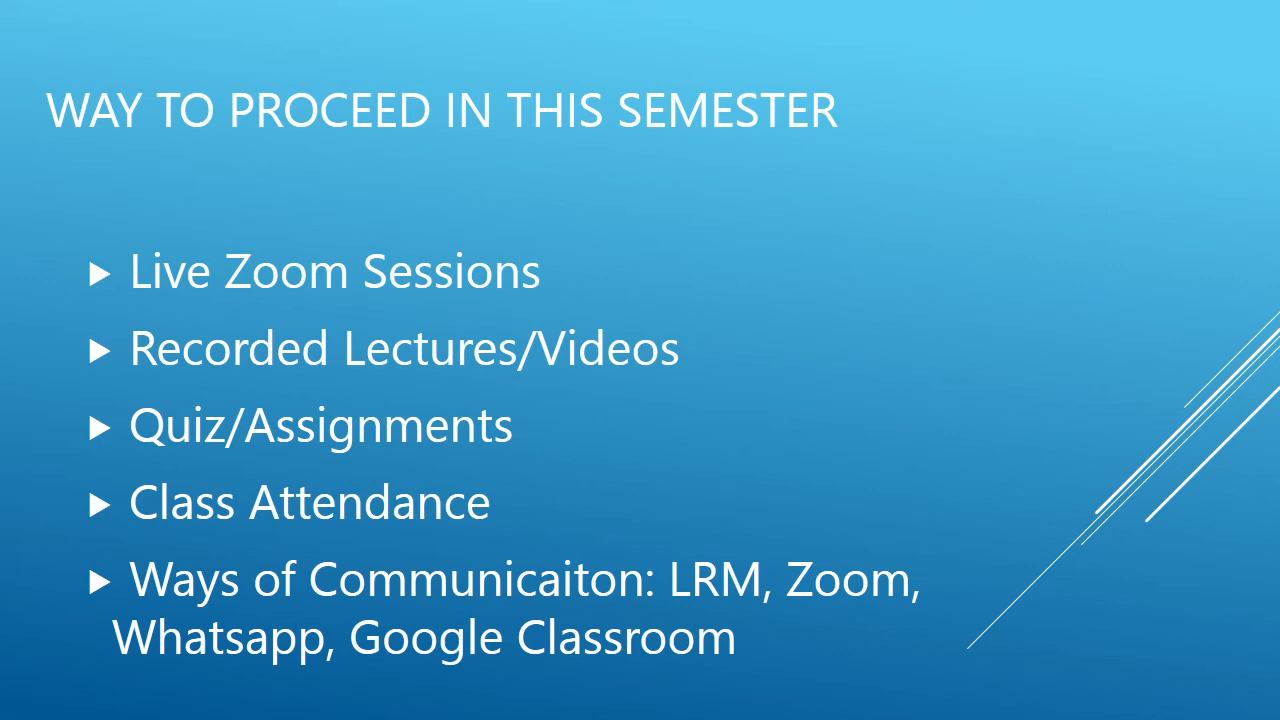 WAY TO PROCEED IN THIS SEMESTER
Live Zoom Sessions
Recorded Lectures/Videos
Quiz/Assignments
Class Attendance
Ways of Communicaiton: LRM, Zoom,
Whatsapp, Google Classroom